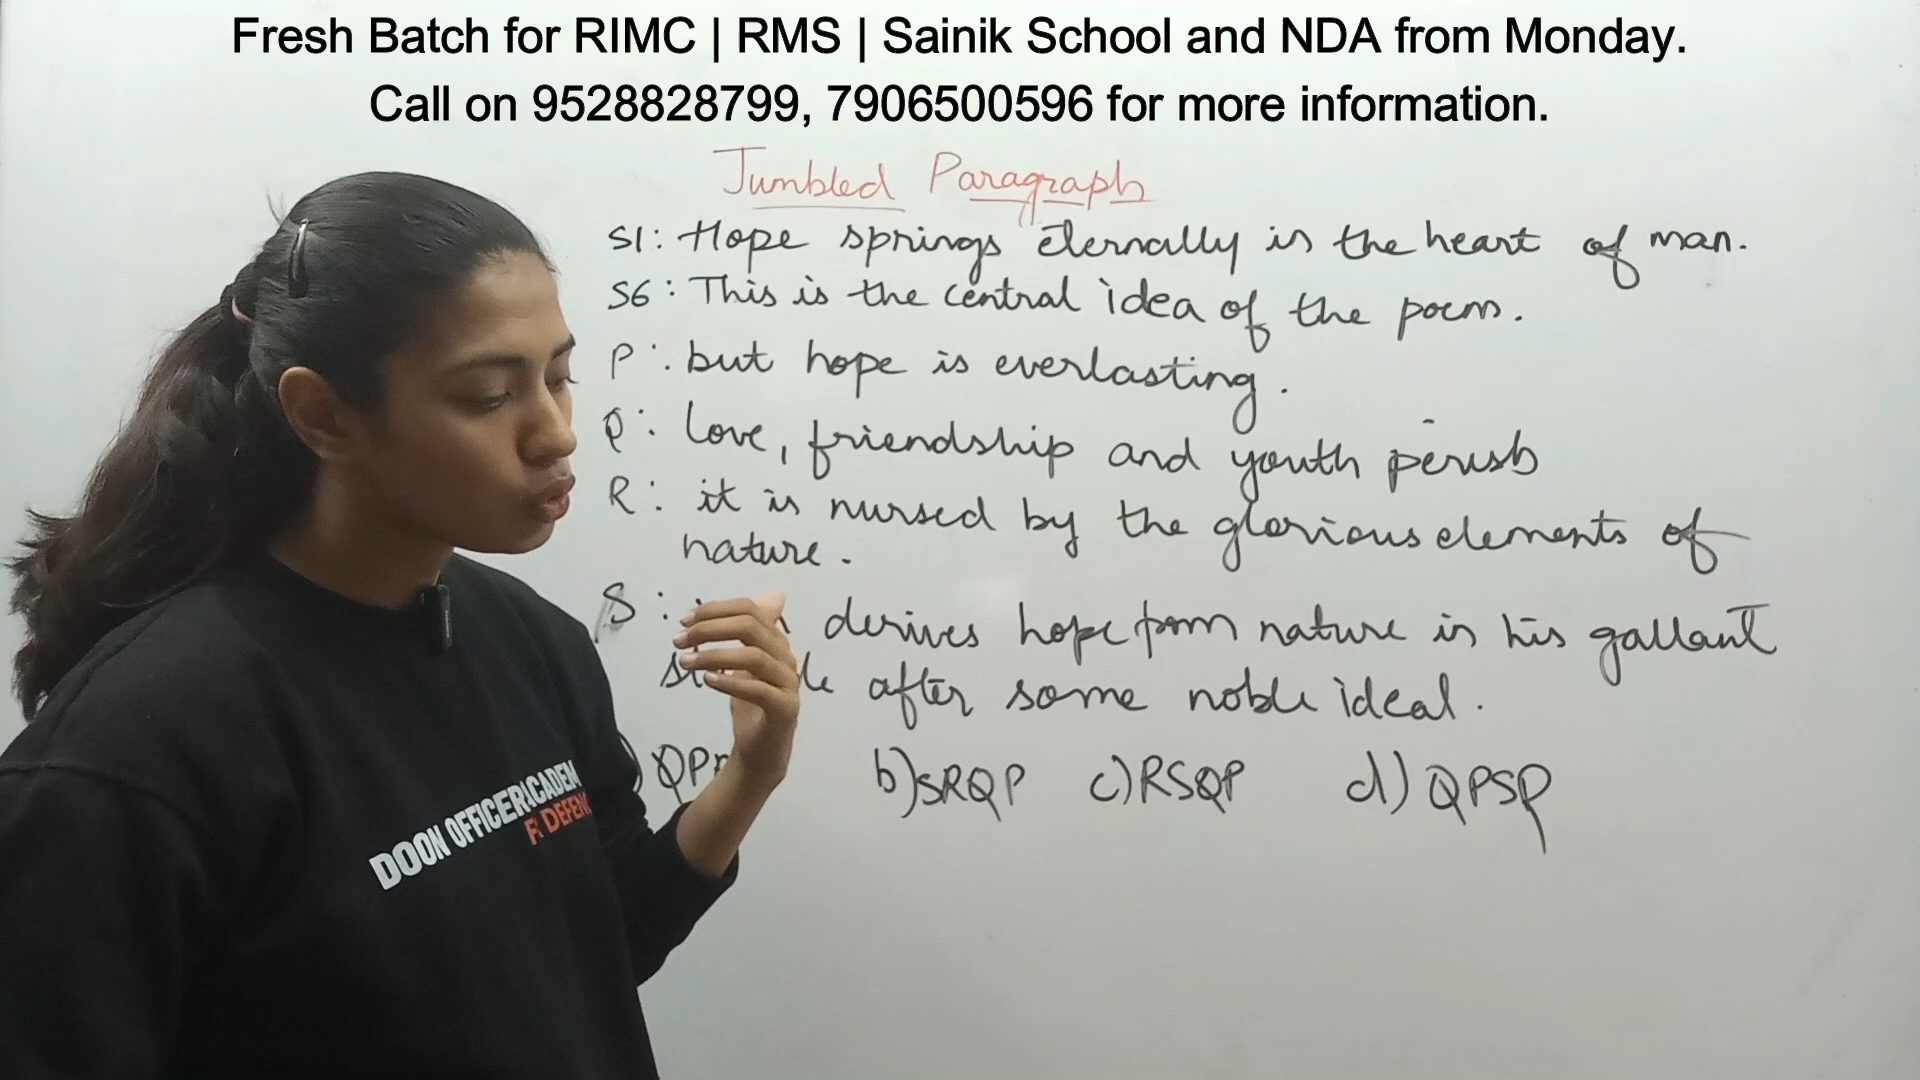 Fresh Batch for RIMC | RMS | Sainik School and NDA from Monday.
Call on 9528828799, 7906500596 for more information.
Jumbled Paragraph
S1: Hope springs eternally in the heart of man.
S6: This is the central idea of the poem.
P: but hope is everlasting.
Q: Love, friendship and youth perish
R: it is nursed by the glorious elements of
nature.
S: derives hope from nature in his gallant
after some noble ideal.
b) SRQP c) RSQP d) QPSP
DOON OFFICER ACADEM